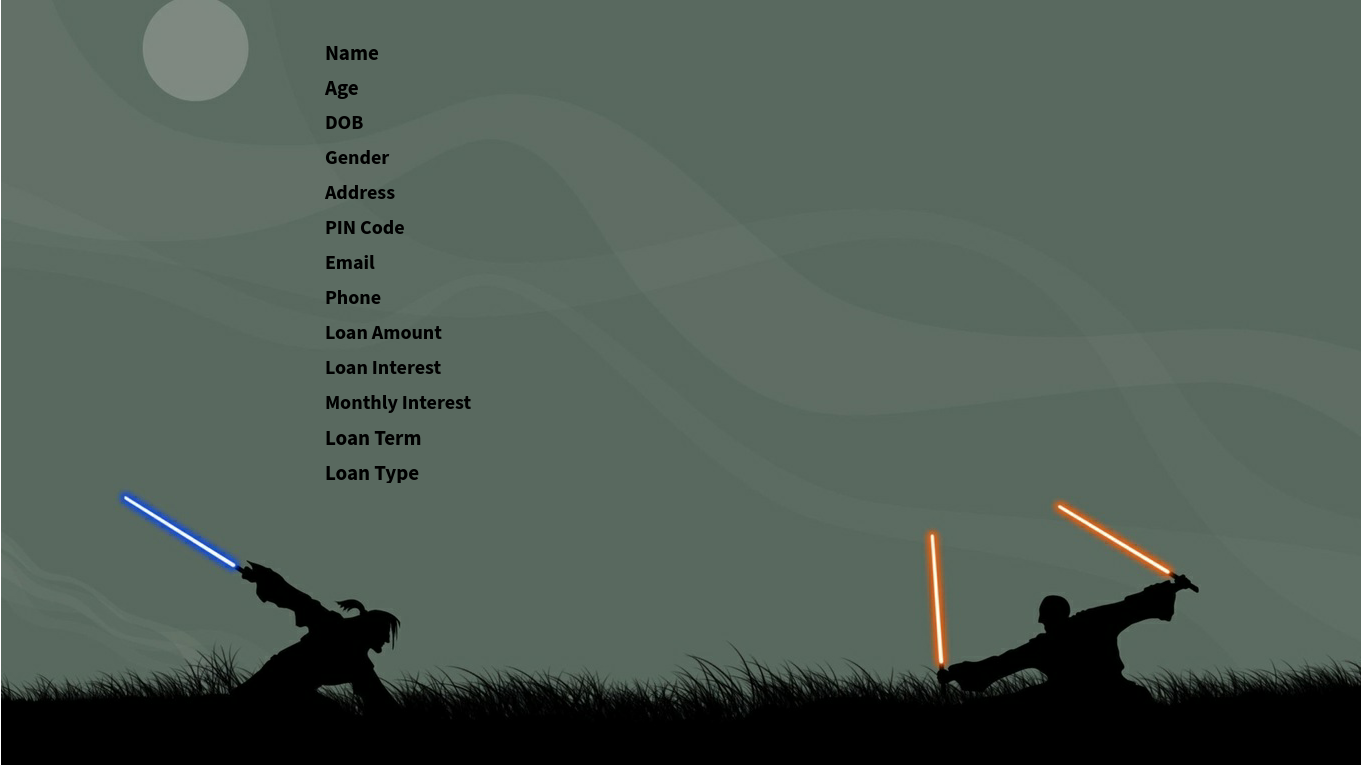 Name
Age
DOB
Gender
Address
PIN Code
Email
Phone
Loan Amount
Loan Interest
Monthly Interest
Loan Term
Loan Type